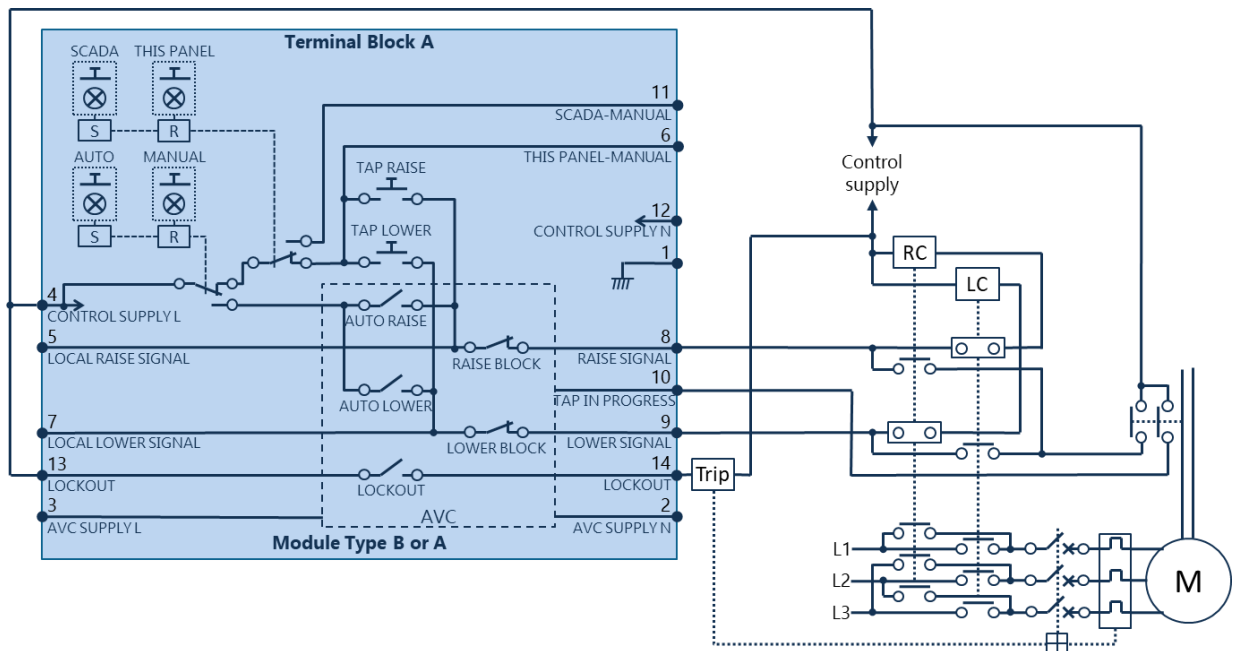 Terminal Block A
SCADA THIS PANEL
S R
AUTO MANUAL
S R
11
SCADA-MANUAL
6
THIS PANEL-MANUAL
TAP RAISE
12
CONTROL SUPPLY N
TAP LOWER
1
4
CONTROL SUPPLY L
AUTO RAISE
5
LOCAL RAISE SIGNAL
RAISE BLOCK
8
RAISE SIGNAL
10
TAP IN PROGRESS
AUTO LOWER
7
LOCAL LOWER SIGNAL
LOWER BLOCK
9
LOWER SIGNAL
13
LOCKOUT
LOCKOUT
14
LOCKOUT
3
AVC SUPPLY L
AVC
2
AVC SUPPLY N
Module Type B or A
Control
supply
RC
LC
Trip
L1
L2
L3
M